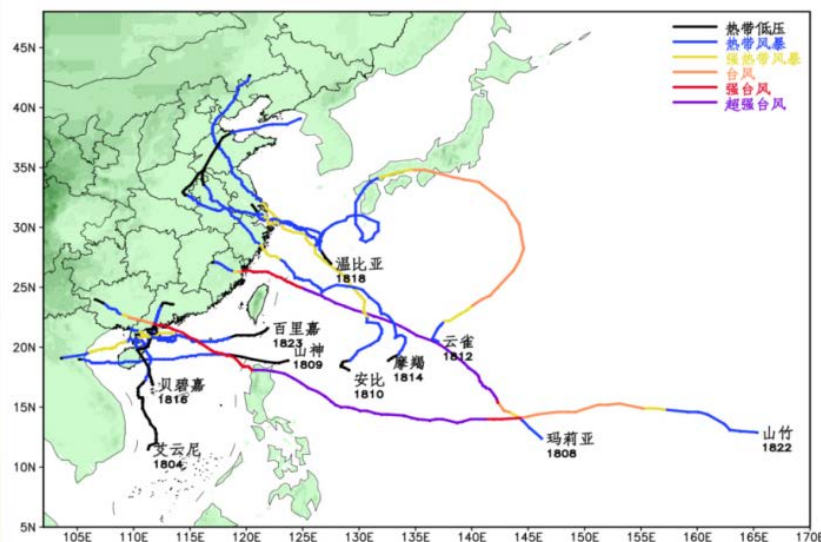 热带低压
热带风暴
强热带风暴
台风
强台风
超强台风
45N
40N
35N
30N
25N
20N
15N
10N
5N
温比亚
1818
百里嘉
1823
山神
1809
云雀
1812
摩羯
1814
安比
1810
贝碧嘉
1816
艾云尼
1804
玛莉亚
1808
山竹
1822
105E 110E 115E 120E 125E 130E 135E 140E 145E 150E 155E 160E 165E 170E